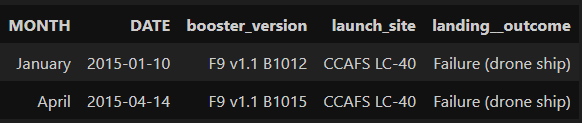 MONTH DATE booster_version launch_site landing__outcome
January 2015-01-10 F9 v1.1 B1012 CCAFS LC-40 Failure (drone ship)
April 2015-04-14 F9 v1.1 B1015 CCAFS LC-40 Failure (drone ship)